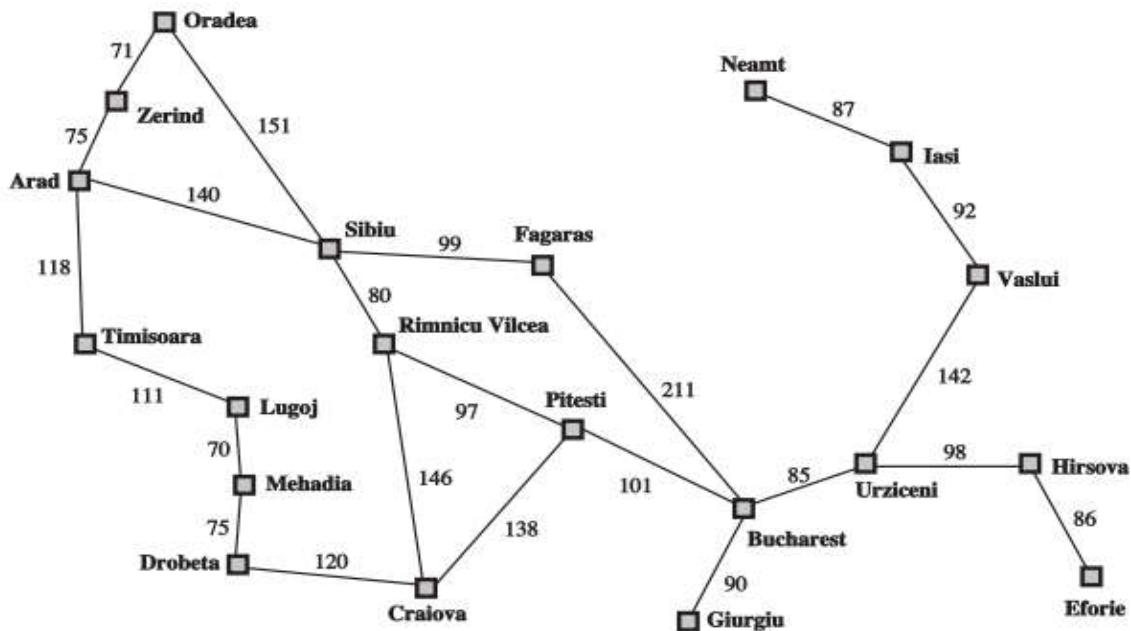 Oradea
71
Neamt
87
Zerind
151
75
Iasi
Arad
140
92
Sibiu
99
Fagaras
118
Vaslui
80
Timisoara
Rimnicu Vilcea
142
111
211
Lugoj
97
Pitesti
70
98
Hirsova
Mehadia
146
101
85
Urziceni
75
138
86
Bucharest
Drobeta
120
90
Craiova
Giurgiu
Eforie